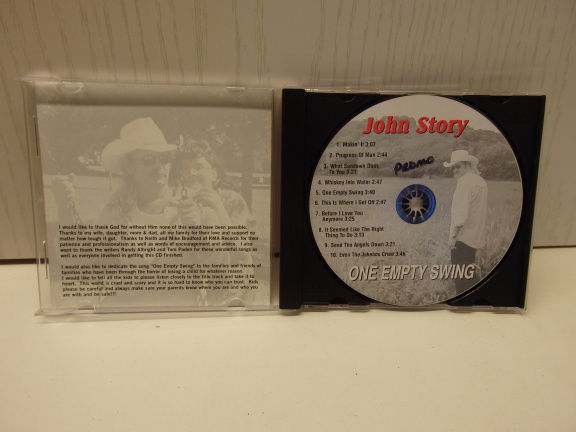 I would like to thank God for without Him none of this would have been possible.
Thanks to my wife, daughter, mom & dad, all my family for their love and support no
matter how tough it got. Thanks to Keith and Mike Bradford of KMA Records for their
patience and professionalism as well as words of encouragement and advice. I also
want to thank the writers Randy Albright and Tom Paden for these wonderful songs as
well as everyone involved in getting this CD finished.
I would also like to dedicate the song "One Empty Swing" to the families and friends of
families who have been through the horror of losing a child for whatever reason.
I would like to tell all the kids to please listen closely to the title track and take it to
heart. This world is cruel and scary and it is so hard to know who you can trust. Kids
please be careful and always make sure your parents know where you are and who you
are with and be safe!!!
John Story
1. Makin' It 3:07
2. Progress Of Man 2:44
3. What Sundown Does
To You 3:21
Promo
4. Whiskey Into Water 2:47
5. One Empty Swing 3:40
6. This Is Where I Get Off 2:47
7. Before I Love You
Anymore 3:25
8. It Seemed Like The Right
Thing To Do 3:13
9. Send The Angels Down 3:21
10. Even The Jukebox Cried 3:46
ONE EMPTY SWING